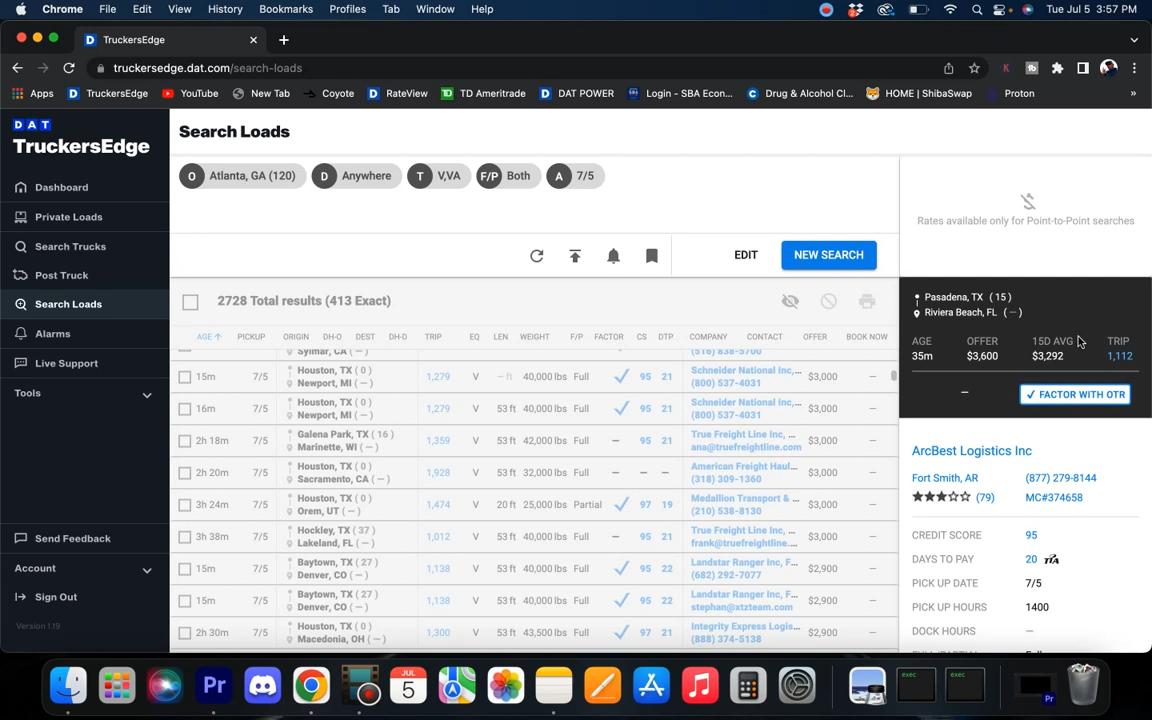 Chrome File Edit View History Bookmarks Profiles Tab Window Help Tue Jul 5 3:57 PM
D TruckersEdge
truckersedge.dat.com/search-loads
Apps TruckersEdge YouTube New Tab Coyote RateView TD Ameritrade DAT POWER Login - SBA Econ... Drug & Alcohol Cl... HOME | ShibaSwap Proton »
DAT
TruckersEdge
Dashboard
Private Loads
Search Trucks
Post Truck
Search Loads
Alarms
Live Support
Tools
Send Feedback
Account
Sign Out
Version 1.19
Search Loads
O Atlanta, GA (120) D Anywhere T V,VA F/P Both A 7/5
EDIT NEW SEARCH
2728 Total results (413 Exact)
AGE PICKUP ORIGIN DH-O DEST DH-D TRIP EQ LEN WEIGHT F/P FACTOR CS DTP COMPANY CONTACT OFFER BOOK NOW
Sylmar, CA ( – ) (516) 838-5700
15m 7/5 Houston, TX ( 0 ) 1,279 V – ft 40,000 lbs Full 95 21 Schneider National Inc,... $3,000 –
Newport, MI ( – ) (800) 537-4031
16m 7/5 Houston, TX ( 0 ) 1,279 V 53 ft 40,000 lbs Full 95 21 Schneider National Inc,... $3,000 –
Newport, MI ( – ) (800) 537-4031
2h 18m 7/5 Galena Park, TX ( 16 ) 1,359 V 53 ft 42,000 lbs Full – 95 21 True Freight Line Inc, ... $3,000 –
Marinette, WI ( – ) ana@truefreightline.com
2h 20m 7/5 Houston, TX ( 0 ) 1,928 V 53 ft 32,000 lbs Full – – – American Freight Haul... $3,000 –
Sacramento, CA ( – ) (318) 309-1360
3h 24m 7/5 Houston, TX ( 0 ) 1,474 V 20 ft 25,000 lbs Partial 97 19 Medallion Transport & ... $3,000 –
Orem, UT ( – ) (210) 538-8130
3h 38m 7/5 Hockley, TX ( 37 ) 1,012 V 53 ft 40,000 lbs Full – 95 21 True Freight Line Inc, ... $3,000 –
Lakeland, FL ( – ) frank@truefreightline....
15m 7/5 Baytown, TX ( 27 ) 1,138 V 53 ft 40,000 lbs Full 95 22 Landstar Ranger Inc, F... $2,900 –
Denver, CO ( – ) (682) 292-7077
15m 7/5 Baytown, TX ( 27 ) 1,138 V 53 ft 40,000 lbs Full 95 22 Landstar Ranger Inc, F... $2,900 –
Denver, CO ( – ) stephan@xtzteam.com
2h 30m 7/5 Houston, TX ( 0 ) 1,300 V 53 ft 43,500 lbs Full 97 21 Integrity Express Logis... $2,900 –
Macedonia, OH ( – ) (888) 374-5138
Rates available only for Point-to-Point searches
Pasadena, TX ( 15 )
Riviera Beach, FL ( – )
AGE OFFER 15D AVG TRIP
35m $3,600 $3,292 1,112
– ✓ FACTOR WITH OTR
ArcBest Logistics Inc
Fort Smith, AR (877) 279-8144
★★★☆☆ (79) MC#374658
CREDIT SCORE 95
DAYS TO PAY 20 TIA
PICK UP DATE 7/5
PICK UP HOURS 1400
DOCK HOURS –
Pr JUL 5 exec exec Pr